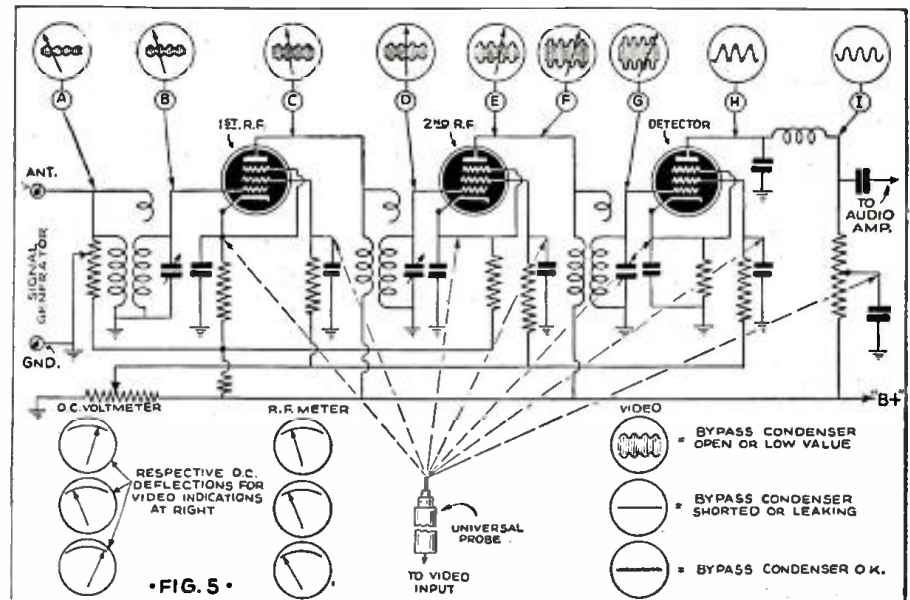 A
B
C
D
E
F
G
H
I
1ST. R.F.
2ND R.F.
DETECTOR
ANT.
SIGNAL GENERATOR
GND.
TO
AUDIO
AMP.
"B+"
D.C. VOLTMETER
R.F. METER
VIDEO
RESPECTIVE D.C.
DEFLECTIONS FOR
VIDEO INDICATIONS
AT RIGHT
UNIVERSAL
PROBE
TO VIDEO
INPUT
= BYPASS CONDENSER
OPEN OR LOW VALUE
= BYPASS CONDENSER
SHORTED OR LEAKING
= BYPASS CONDENSER O.K.
• FIG. 5 •